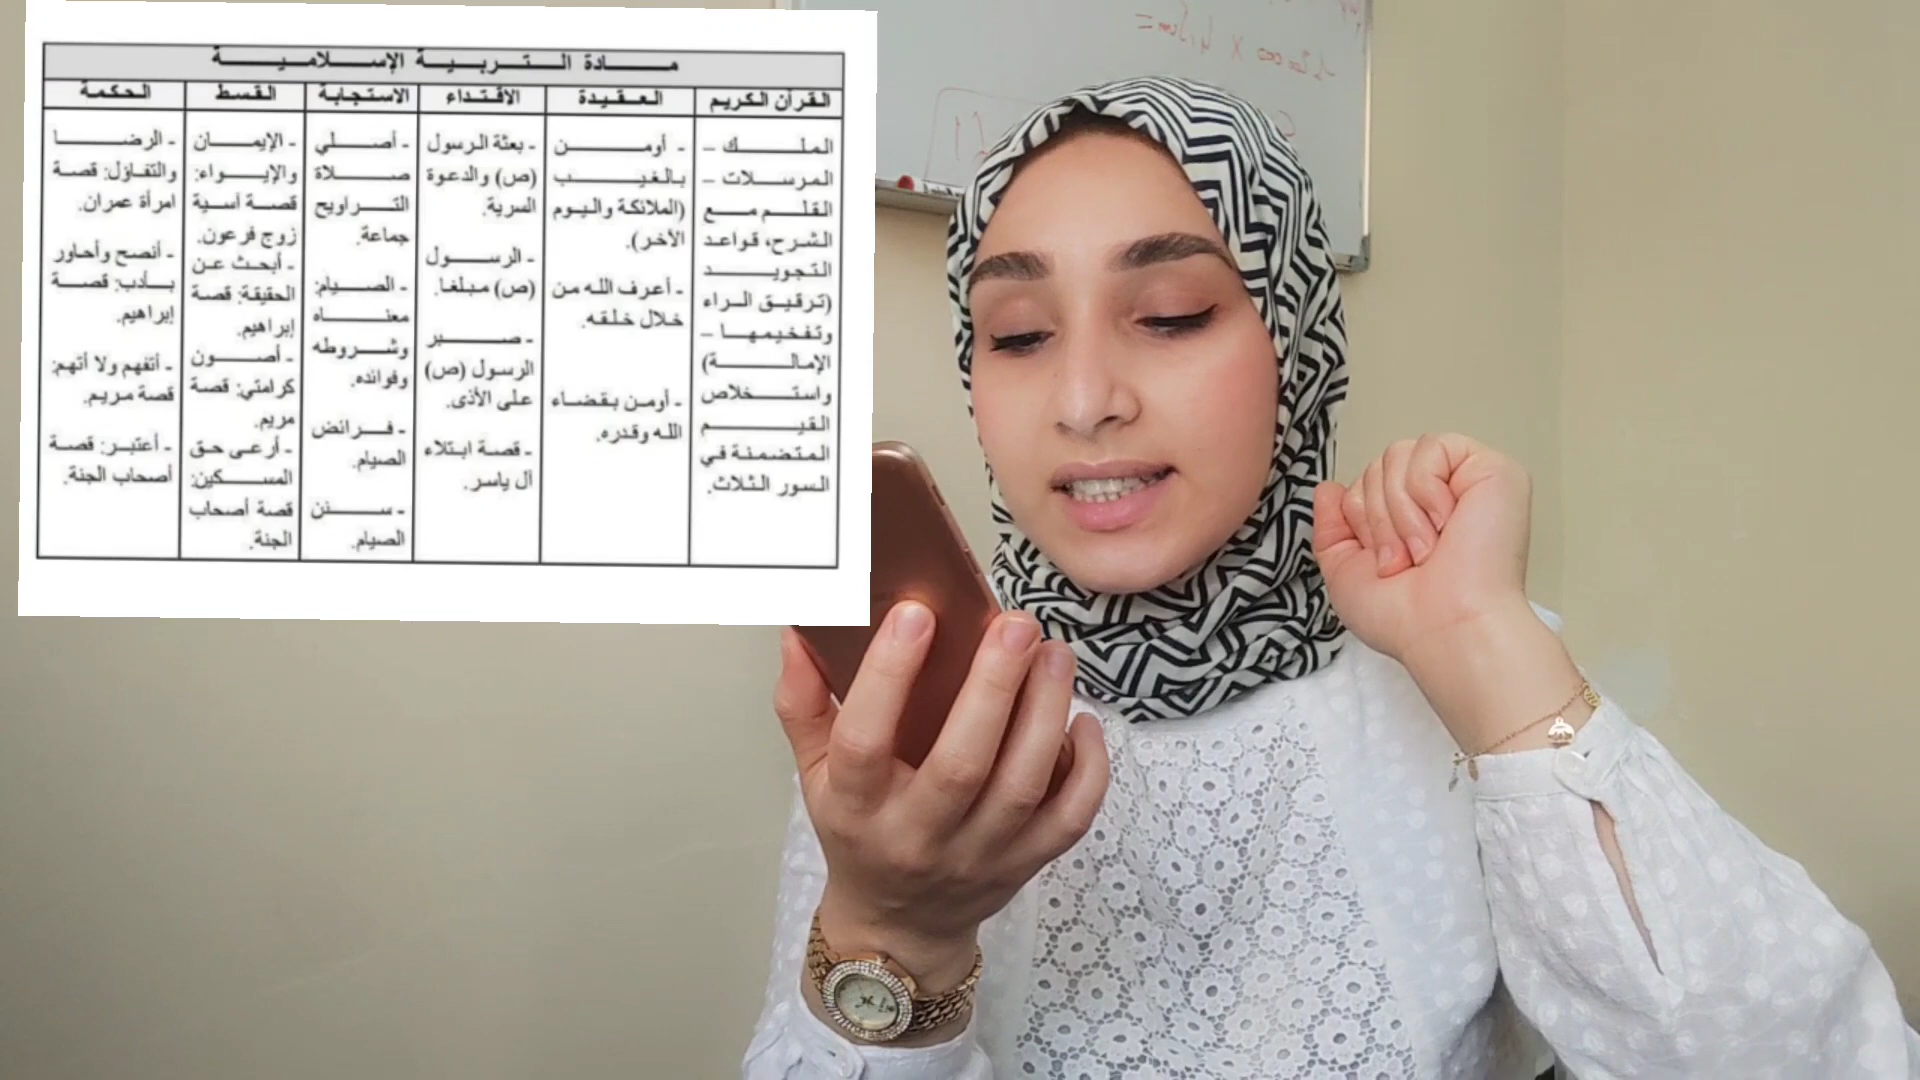 مادة التربية الإسلامية
القرآن الكريم
الملك –
المرسلات –
القلم مع
الشرح، قواعد
التجويد
(ترقيق الراء
وتفخيمها –
الإمالة)
واستخلاص
القيم
المتضمنة في
السور الثلاث.
العقيدة
- أومن
بالغيب
(الملائكة واليوم
الآخر).
- أعرف الله من
خلال خلقه.
- أومن بقضاء
الله وقدره.
الاقتداء
- بعثة الرسول
(ص) والدعوة
السرية.
- الرسول
(ص) مبلغا.
- صبر
الرسول (ص)
على الأذى.
- قصة ابتلاء
آل ياسر.
الاستجابة
- أصلي
صلاة
التراويح
جماعة.
- الصيام:
معناه
وشروطه
وفوائده.
- فرائض
الصيام.
- سنن
الصيام.
القسط
- الإيمان
والإيواء:
قصة آسية
زوج فرعون.
- أبحث عن
الحقيقة: قصة
إبراهيم.
- أصون
كرامتي: قصة
مريم.
- أرعى حق
المسكين:
قصة أصحاب
الجنة.
الحكمة
- الرضا
والتفاؤل: قصة
امرأة عمران.
- أنصح وأحاور
بأدب: قصة
إبراهيم.
- أتفهم ولا أتهم:
قصة مريم.
- أعتبر: قصة
أصحاب الجنة.